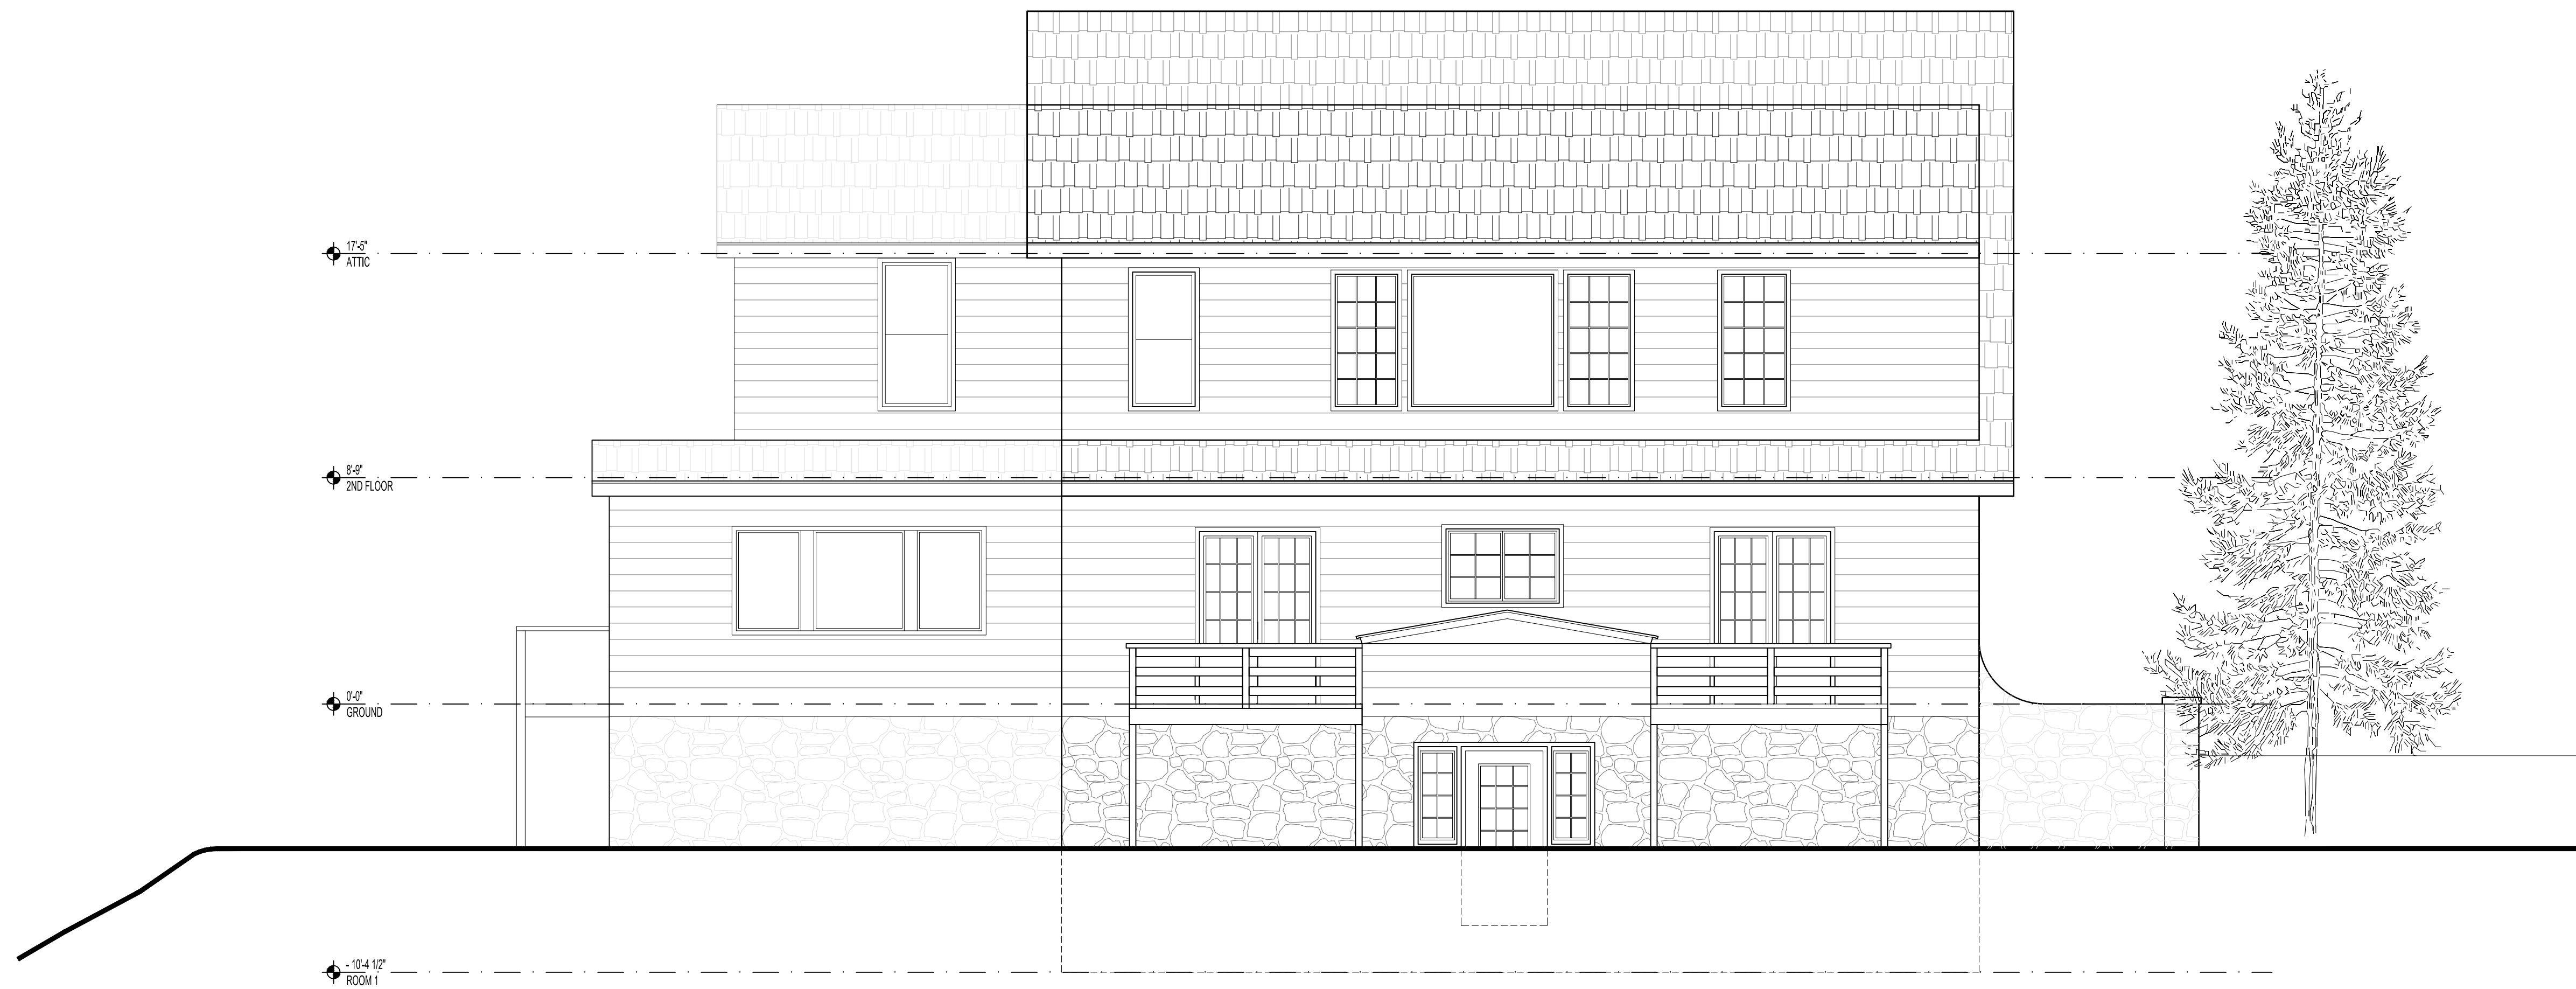 17'-5"
ATTIC
8'-9"
2ND FLOOR
0'-0"
GROUND
- 10'-4 1/2"
ROOM 1